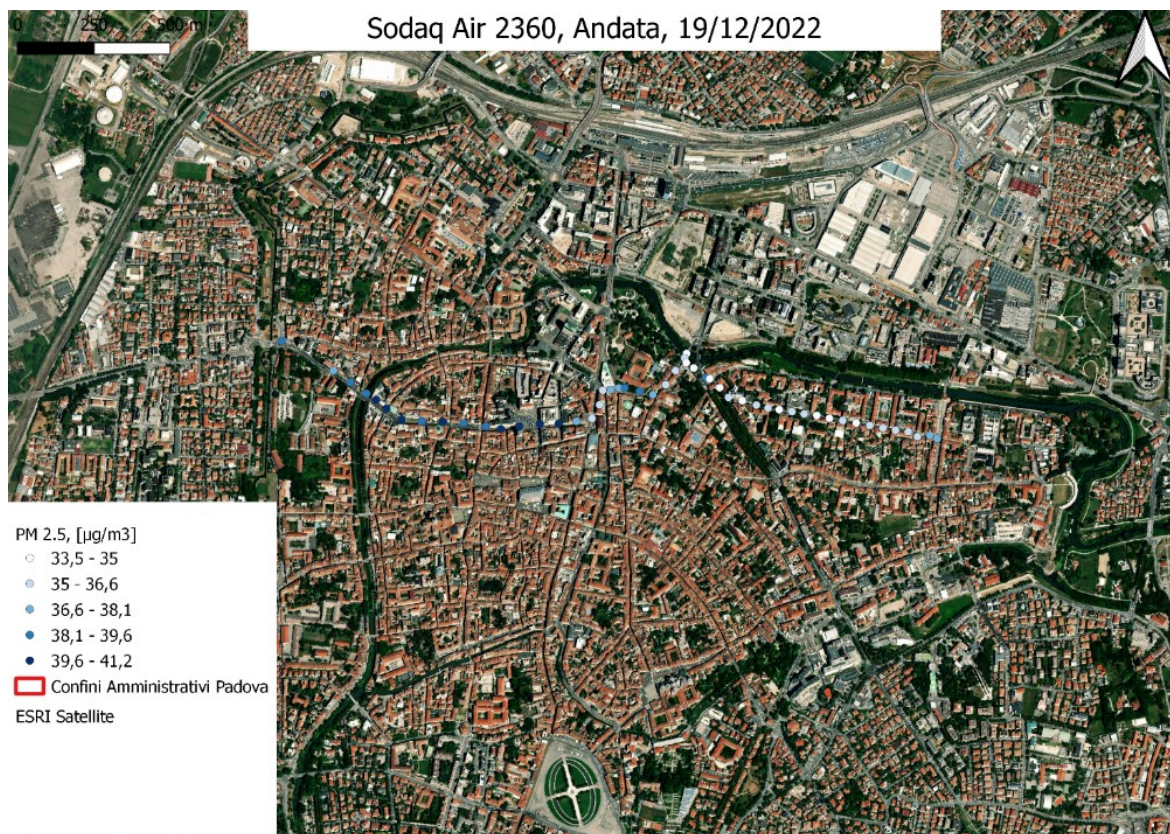 Sodaq Air 2360, Andata, 19/12/2022
0 250 500 m
PM 2.5, [µg/m3]
33,5 - 35
35 - 36,6
36,6 - 38,1
38,1 - 39,6
39,6 - 41,2
Confini Amministrativi Padova
ESRI Satellite